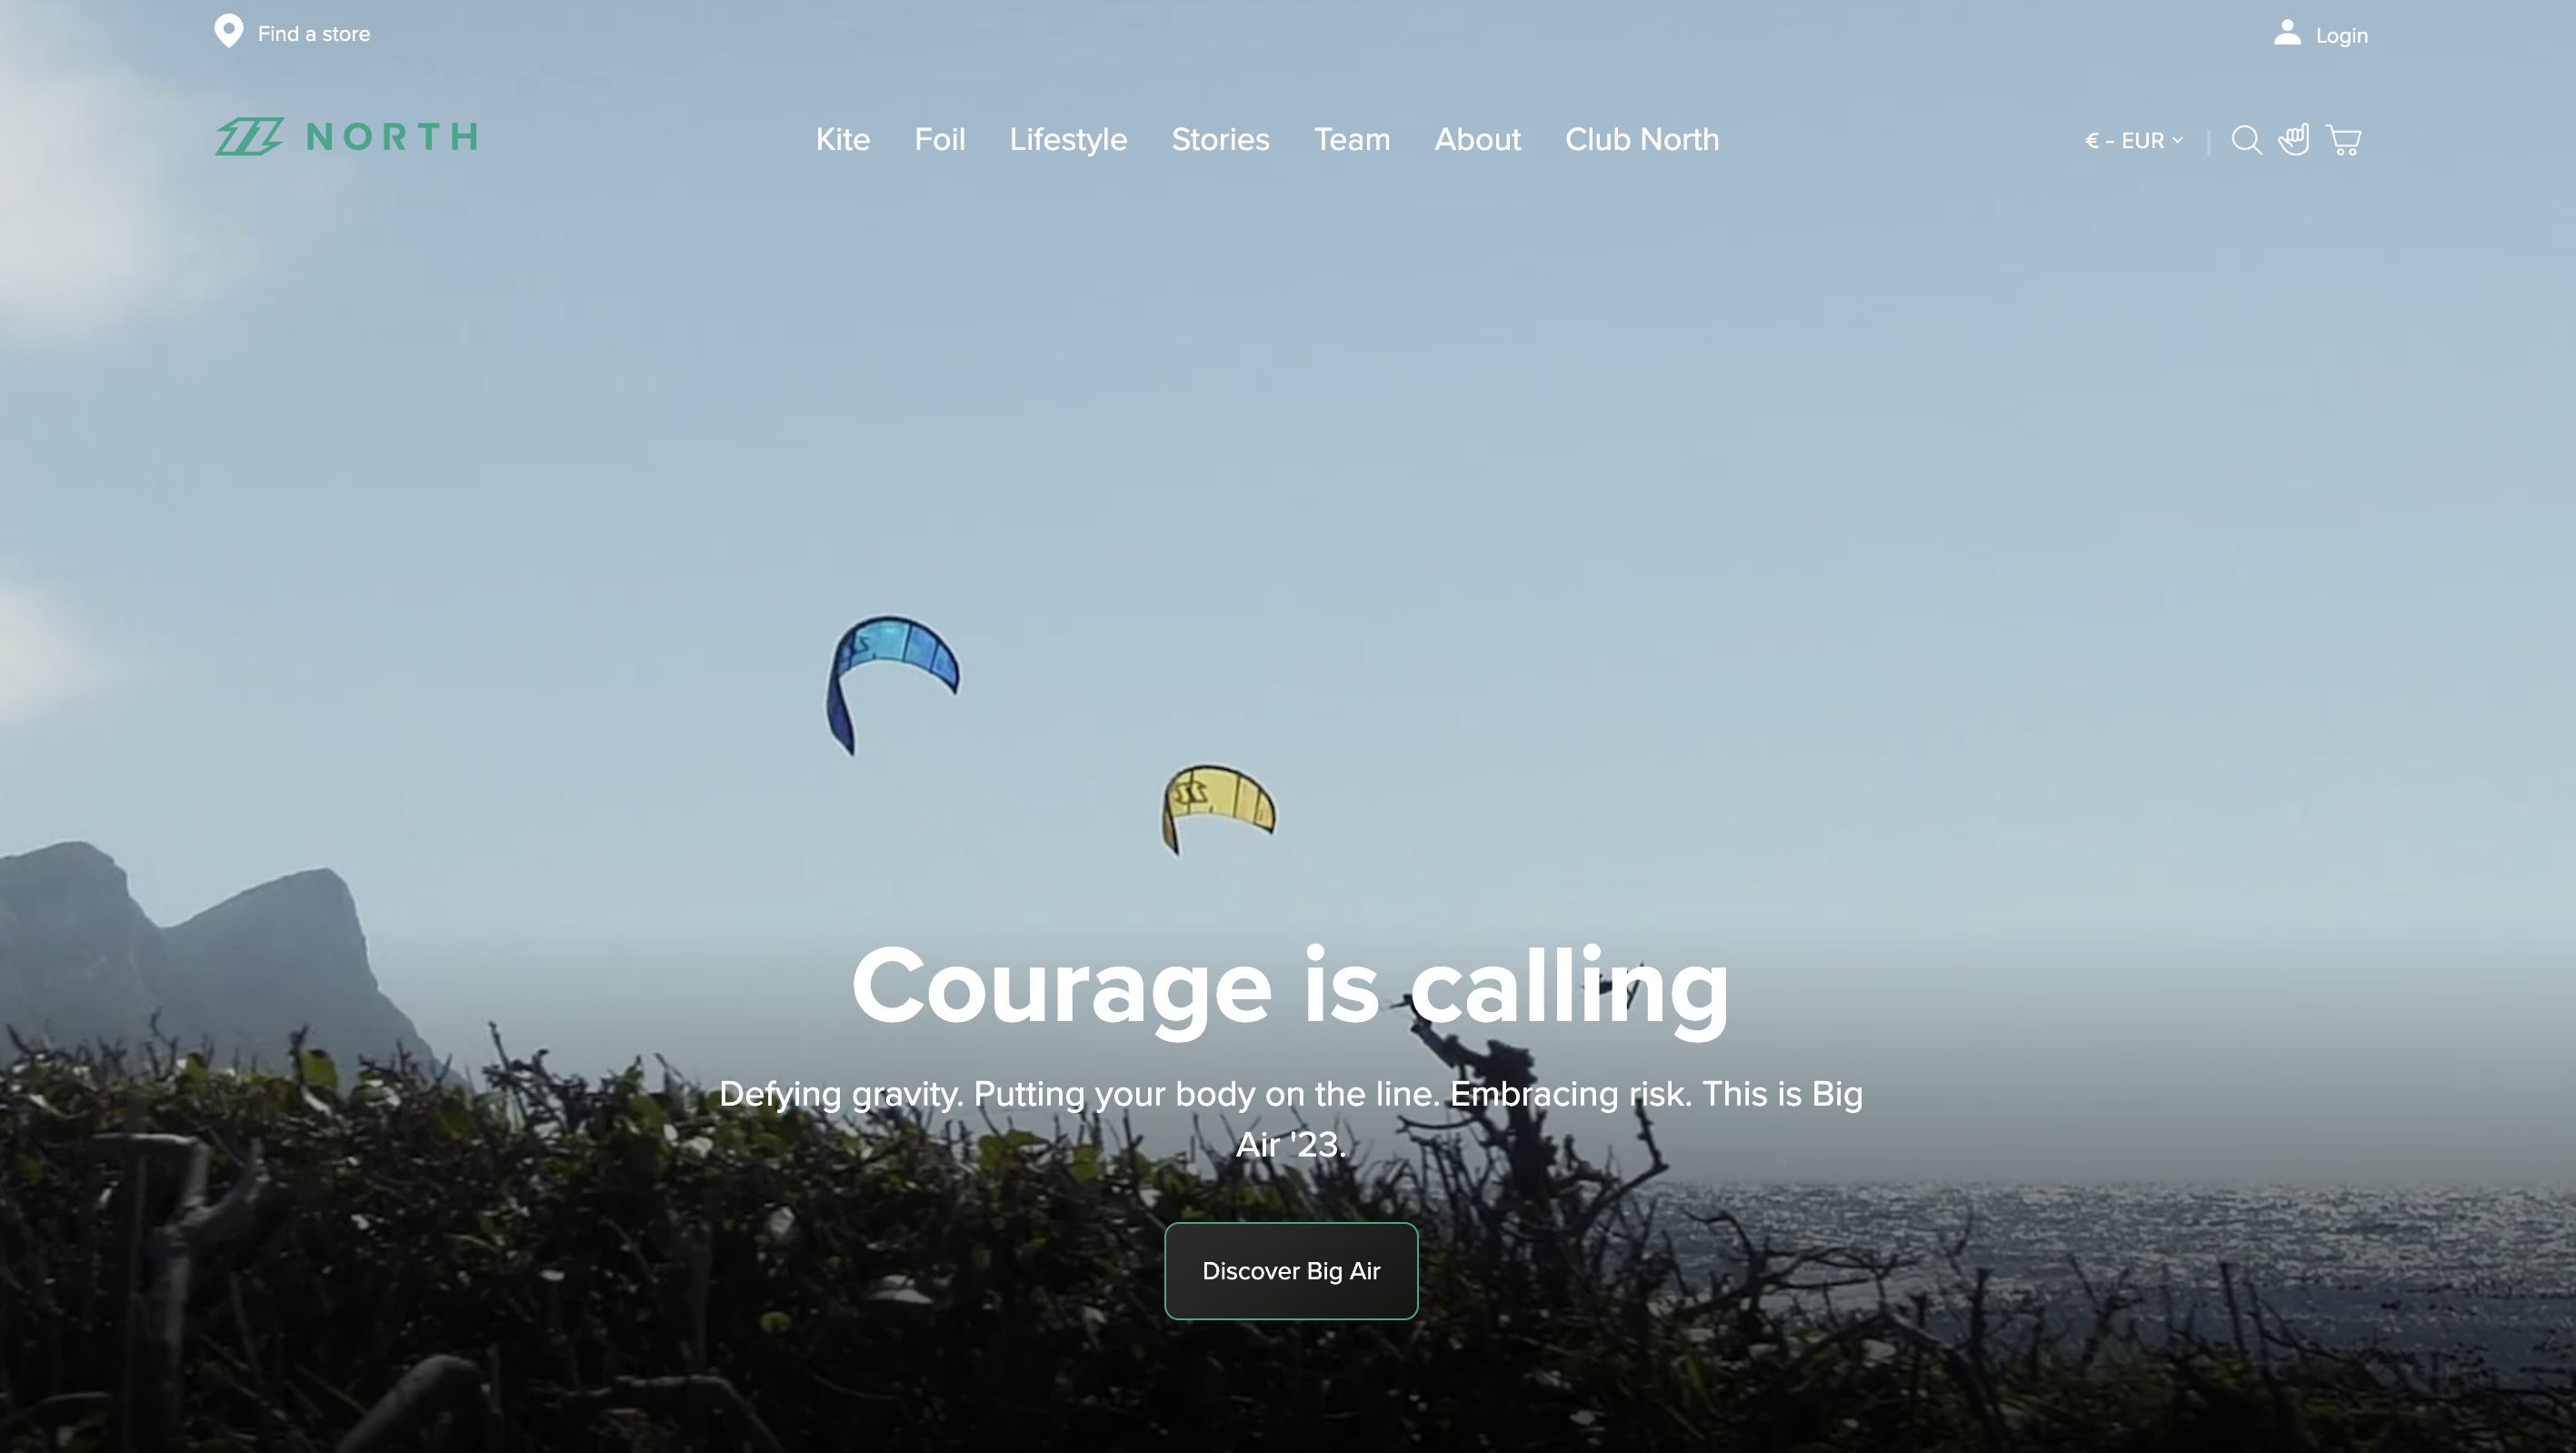 Find a store
Login
NORTH
Kite Foil Lifestyle Stories Team About Club North
€ - EUR
Courage is calling
Defying gravity. Putting your body on the line. Embracing risk. This is Big
Air '23.
Discover Big Air